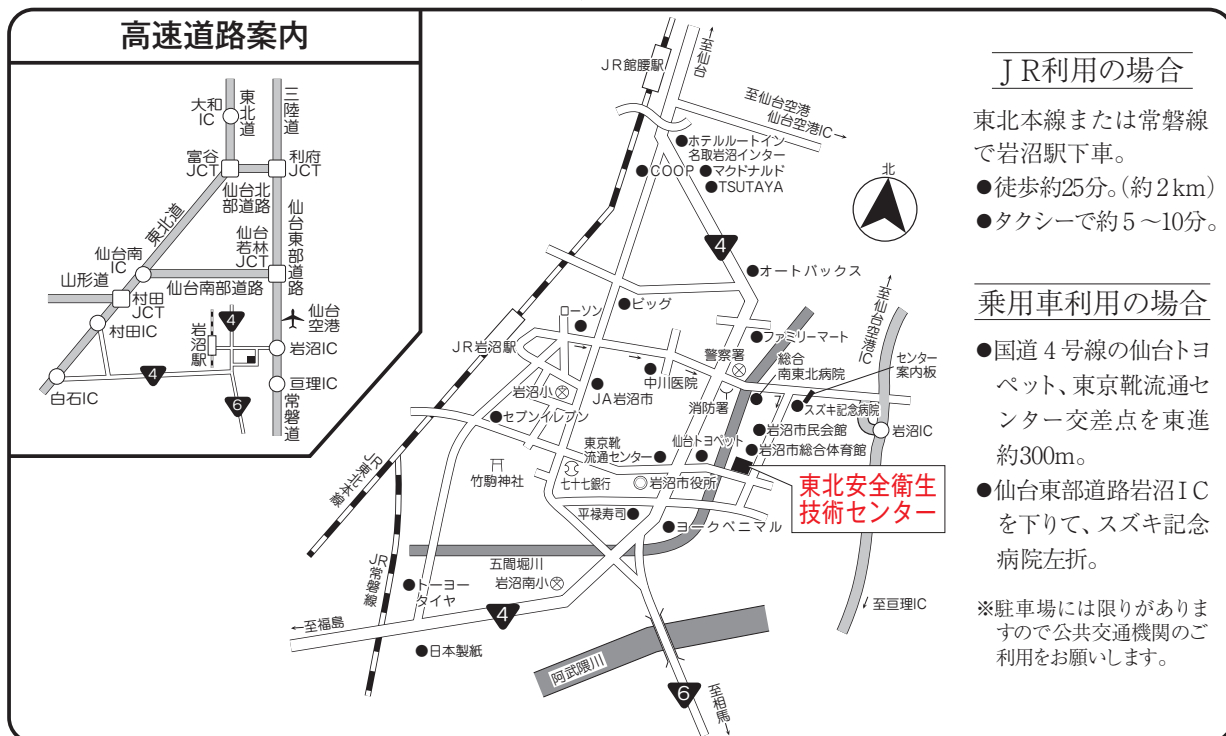 高速道路案内
大和
IC
東北道
三陸道
富谷
JCT
利府
JCT
仙台北
部道路
東北道
仙台東部道路
仙台南
IC
仙台
若林
JCT
山形道
仙台南部道路
村田
JCT
村田IC
仙台
空港
岩沼駅
4
岩沼IC
4
亘理IC
白石IC
6
常磐道
JR館腰駅
↑至仙台
至仙台空港
仙台空港IC→
ホテルルートイン
名取岩沼インター
COOP
マクドナルド
TSUTAYA
北
4
オートバックス
←至仙台空港IC
ビッグ
ローソン
JR岩沼駅
ファミリーマート
警察署
総合
南東北病院
センター
案内板
岩沼小
中川医院
JA岩沼市
消防署
スズキ記念病院
セブンイレブン
岩沼市民会館
岩沼IC
東京靴
流通センター
仙台トヨペット
岩沼市総合体育館
JR東北本線
竹駒神社
七十七銀行
岩沼市役所
東北安全衛生
技術センター
平禄寿司
ヨークベニマル
五間堀川
JR常磐線
岩沼南小
トーヨー
タイヤ
←至福島
4
↓至亘理IC
日本製紙
阿武隈川
6
至相馬→
JR利用の場合
東北本線または常磐線
で岩沼駅下車。
●徒歩約25分。(約2km)
●タクシーで約5〜10分。
乗用車利用の場合
●国道4号線の仙台トヨ
ペット、東京靴流通セ
ンター交差点を東進
約300m。
●仙台東部道路岩沼IC
を下りて、スズキ記念
病院左折。
※駐車場には限りがありま
すので公共交通機関のご
利用をお願いします。